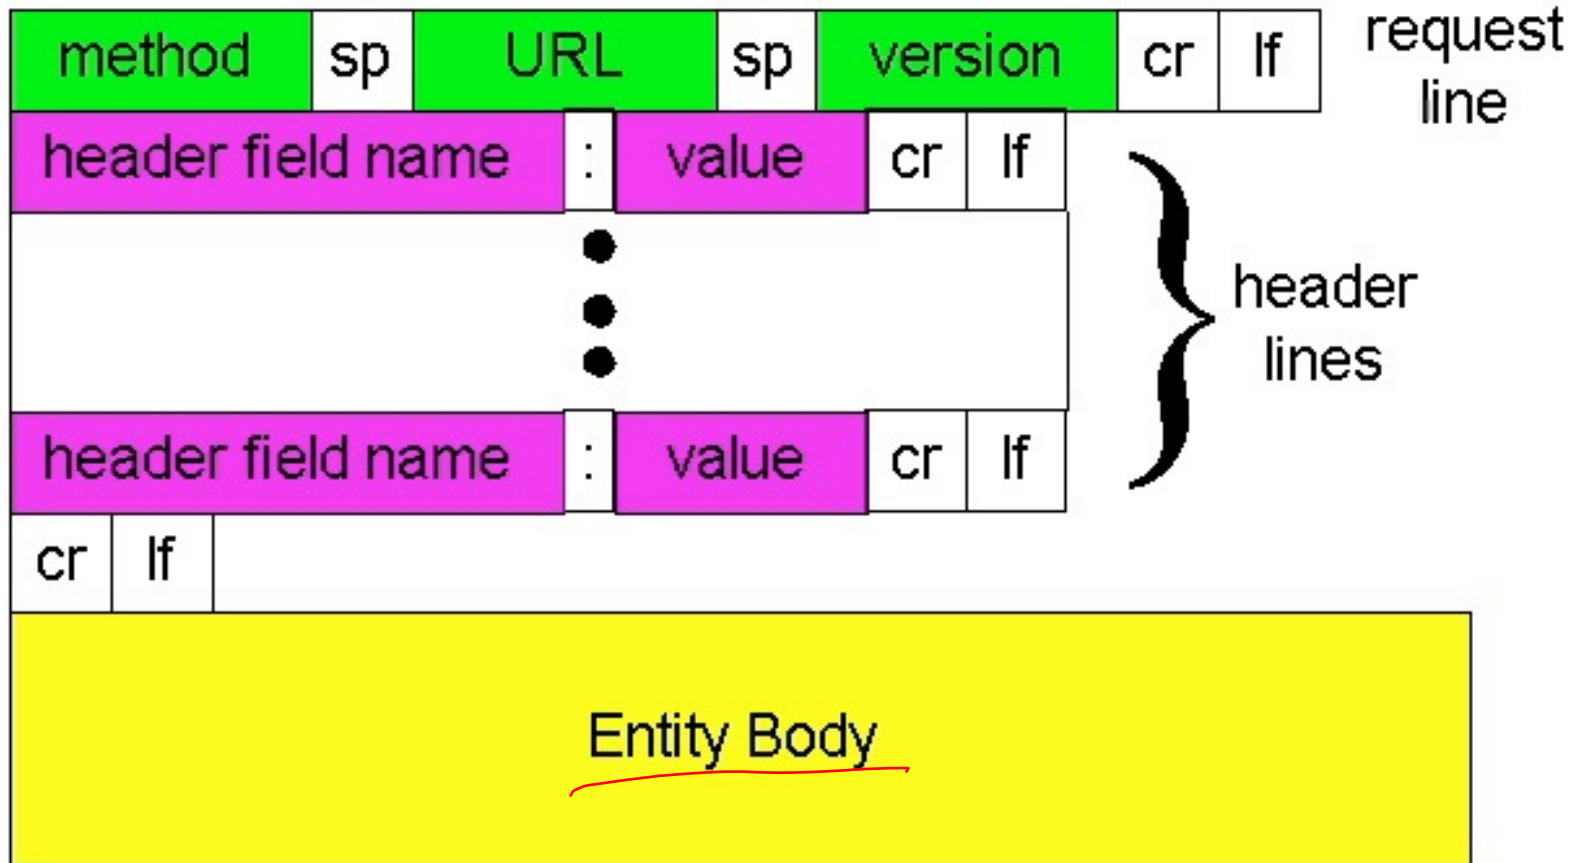 method sp URL sp version cr lf
request
line
header field name : value cr lf
header
lines
header field name : value cr lf
cr lf
Entity Body